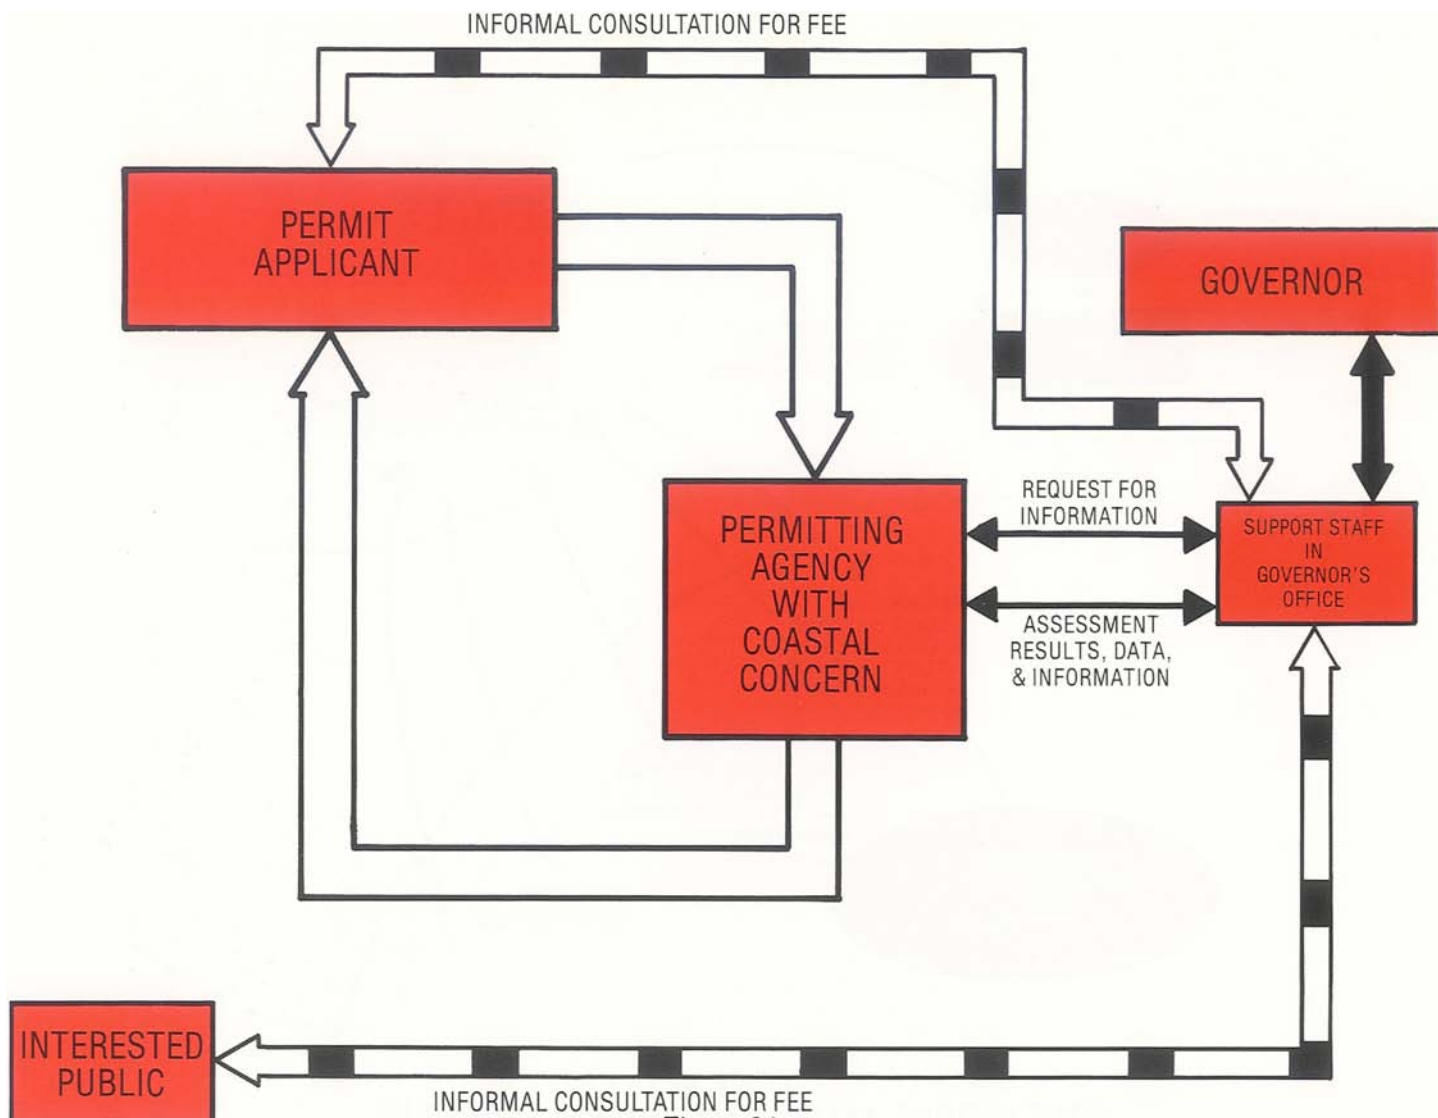 INFORMAL CONSULTATION FOR FEE
PERMIT
APPLICANT
GOVERNOR
REQUEST FOR
INFORMATION
PERMITTING
AGENCY
WITH
COASTAL
CONCERN
SUPPORT STAFF
IN
GOVERNOR'S
OFFICE
ASSESSMENT
RESULTS, DATA,
& INFORMATION
INTERESTED
PUBLIC
INFORMAL CONSULTATION FOR FEE